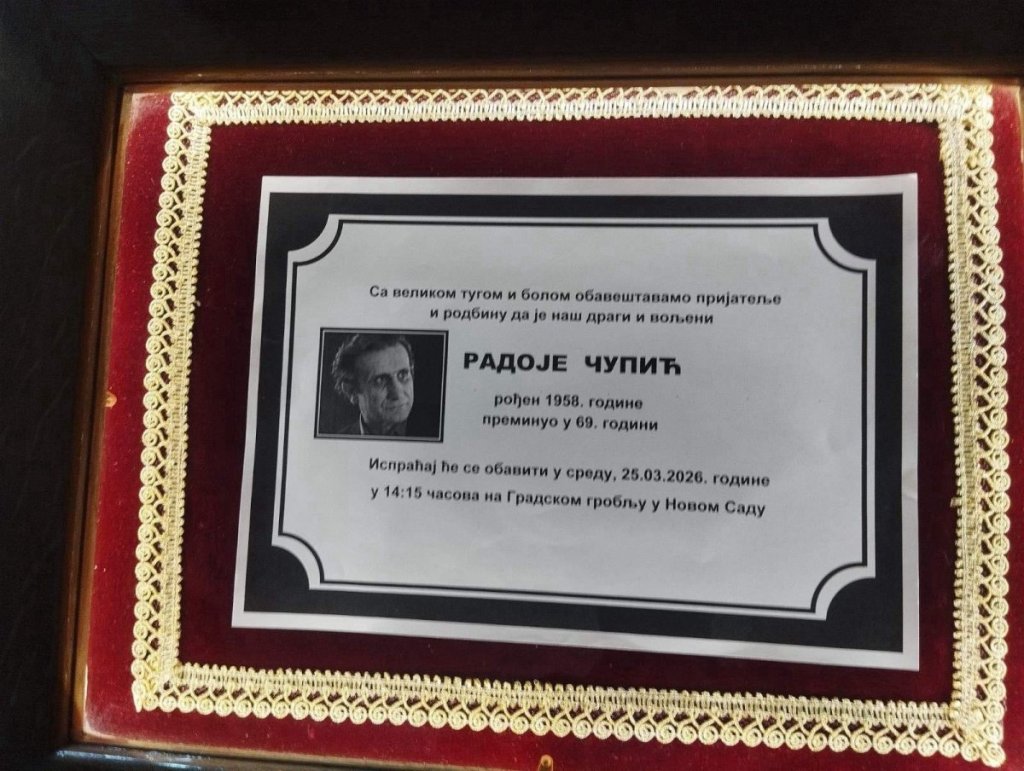 Са великом тугом и болом обавештавамо пријатеље
и родбину да је наш драги и вољени
РАДОЈЕ ЧУПИЋ
рођен 1958. године
преминуо у 69. години
Испраћај ће се обавити у среду, 25.03.2026. године
у 14:15 часова на Градском гробљу у Новом Саду